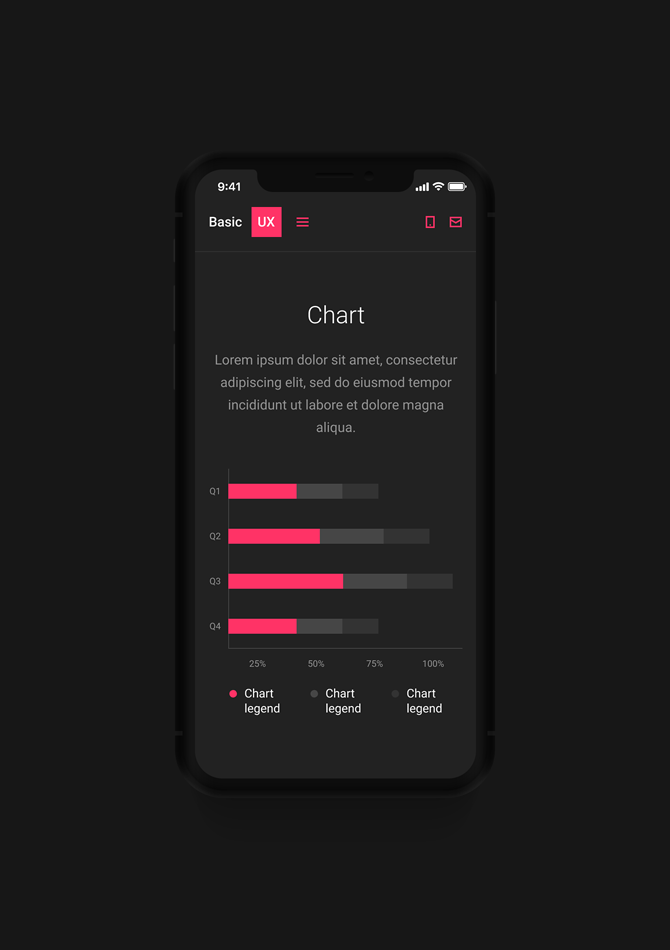 9:41
Basic UX
Chart
Lorem ipsum dolor sit amet, consectetur
adipiscing elit, sed do eiusmod tempor
incididunt ut labore et dolore magna
aliqua.
Q1
Q2
Q3
Q4
25% 50% 75% 100%
Chart legend
Chart legend
Chart legend